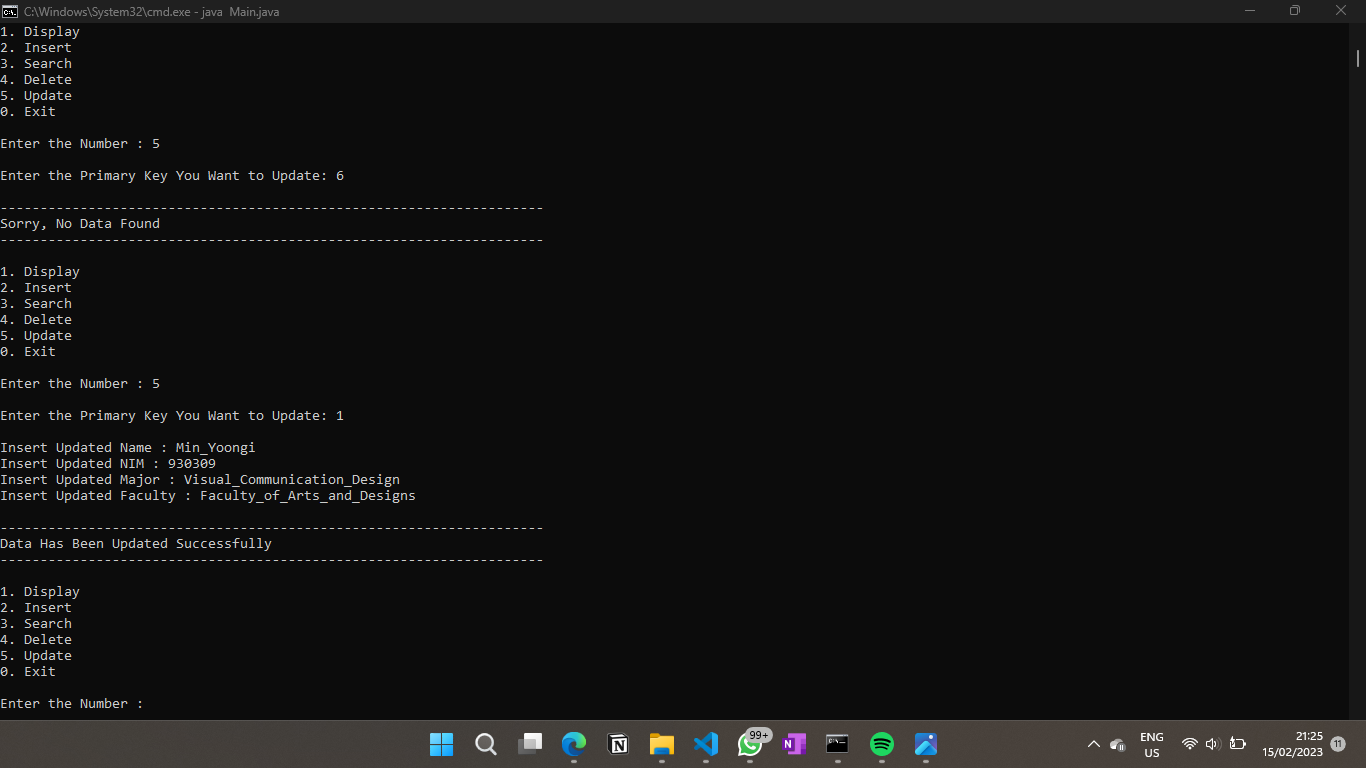 C:\Windows\System32\cmd.exe - java Main.java
1. Display
2. Insert
3. Search
4. Delete
5. Update
0. Exit
Enter the Number : 5
Enter the Primary Key You Want to Update: 6
--------------------------------------------------------------------
Sorry, No Data Found
--------------------------------------------------------------------
1. Display
2. Insert
3. Search
4. Delete
5. Update
0. Exit
Enter the Number : 5
Enter the Primary Key You Want to Update: 1
Insert Updated Name : Min_Yoongi
Insert Updated NIM : 930309
Insert Updated Major : Visual_Communication_Design
Insert Updated Faculty : Faculty_of_Arts_and_Designs
--------------------------------------------------------------------
Data Has Been Updated Successfully
--------------------------------------------------------------------
1. Display
2. Insert
3. Search
4. Delete
5. Update
0. Exit
Enter the Number :
99+
ENG
US
21:25
15/02/2023
11